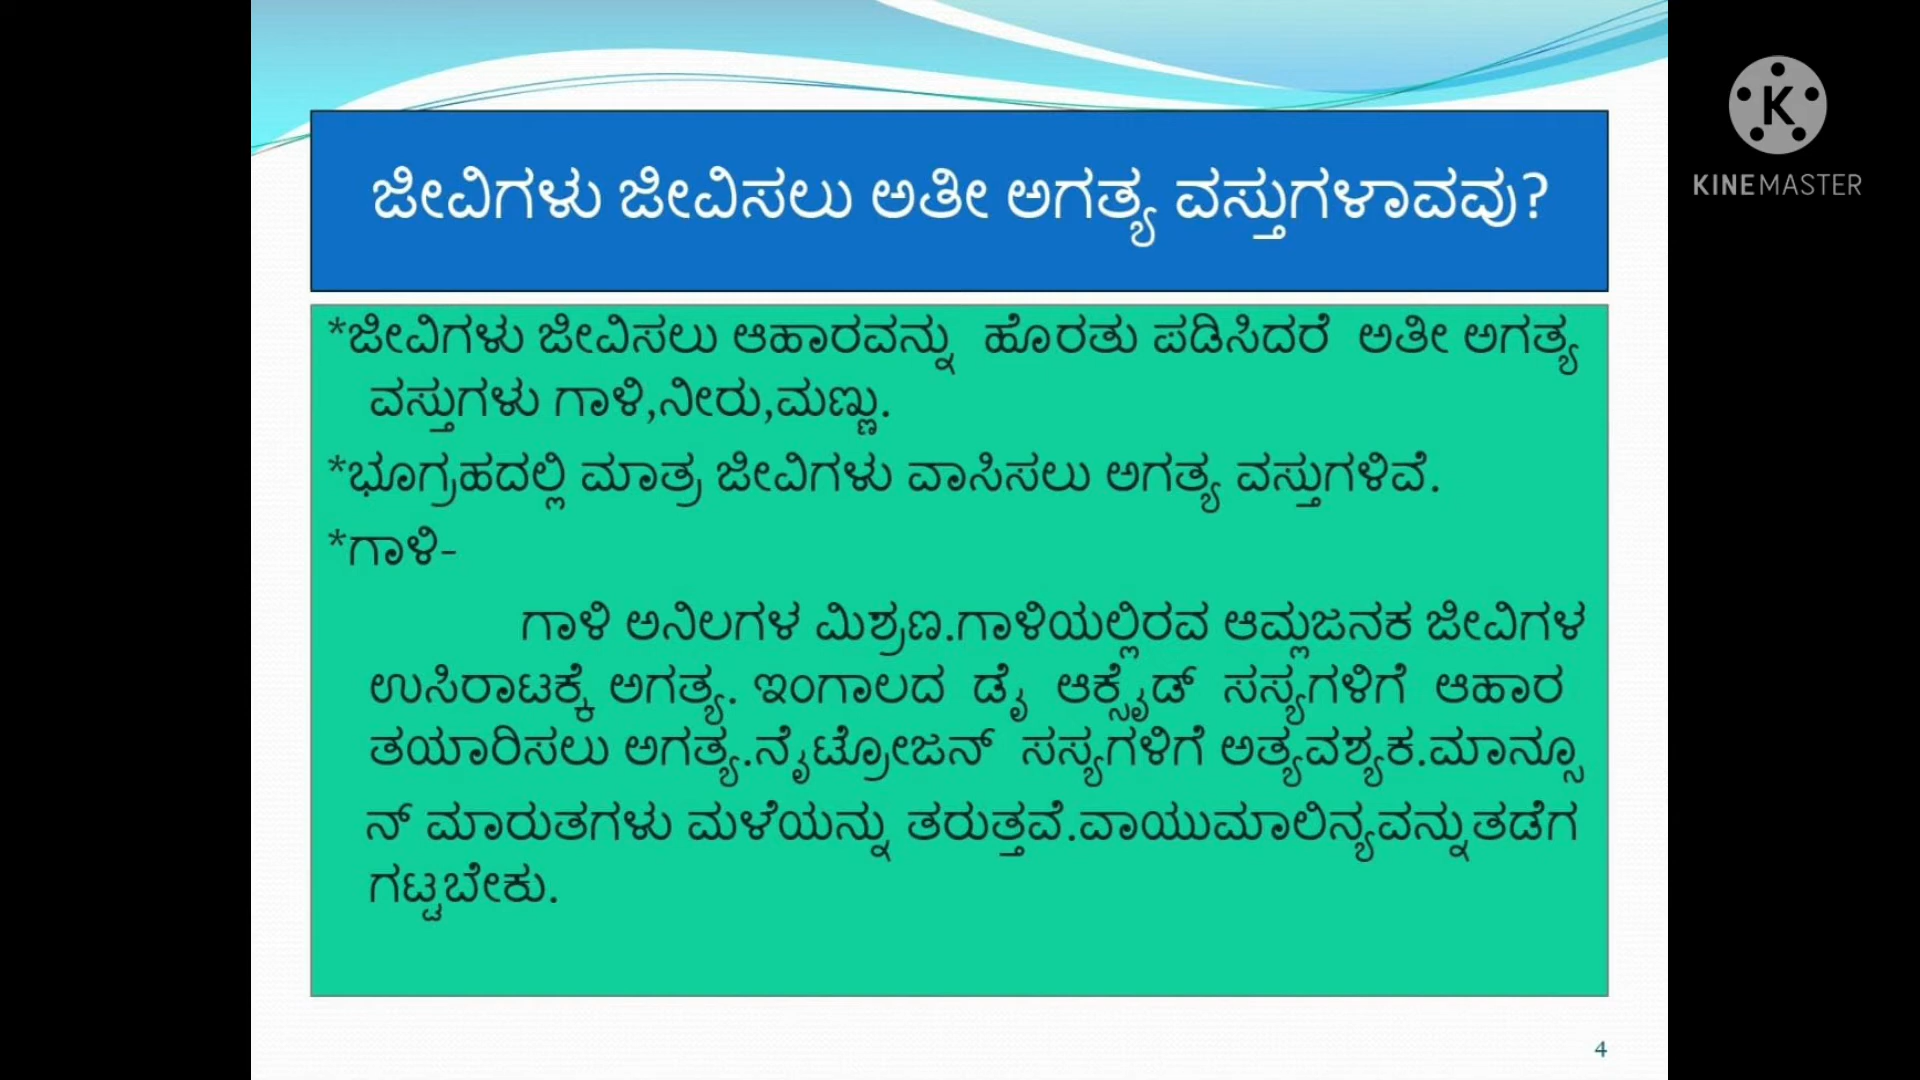 ಜೀವಿಗಳು ಜೀವಿಸಲು ಅತೀ ಅಗತ್ಯ ವಸ್ತುಗಳಾವವು?
*ಜೀವಿಗಳು ಜೀವಿಸಲು ಆಹಾರವನ್ನು ಹೊರತು ಪಡಿಸಿದರೆ ಅತೀ ಅಗತ್ಯ
ವಸ್ತುಗಳು ಗಾಳಿ,ನೀರು,ಮಣ್ಣು.
*ಭೂಗ್ರಹದಲ್ಲಿ ಮಾತ್ರ ಜೀವಿಗಳು ವಾಸಿಸಲು ಅಗತ್ಯ ವಸ್ತುಗಳಿವೆ.
*ಗಾಳಿ-
ಗಾಳಿ ಅನಿಲಗಳ ಮಿಶ್ರಣ.ಗಾಳಿಯಲ್ಲಿರವ ಆಮ್ಲಜನಕ ಜೀವಿಗಳ
ಉಸಿರಾಟಕ್ಕೆ ಅಗತ್ಯ. ಇಂಗಾಲದ ಡೈ ಆಕ್ಸೈಡ್ ಸಸ್ಯಗಳಿಗೆ ಆಹಾರ
ತಯಾರಿಸಲು ಅಗತ್ಯ.ನೈಟ್ರೋಜನ್ ಸಸ್ಯಗಳಿಗೆ ಅತ್ಯವಶ್ಯಕ.ಮಾನ್ಸೂ
ನ್ ಮಾರುತಗಳು ಮಳೆಯನ್ನು ತರುತ್ತವೆ.ವಾಯುಮಾಲಿನ್ಯವನ್ನುತಡೆಗ
ಗಟ್ಟಬೇಕು.
4
K
KINEMASTER